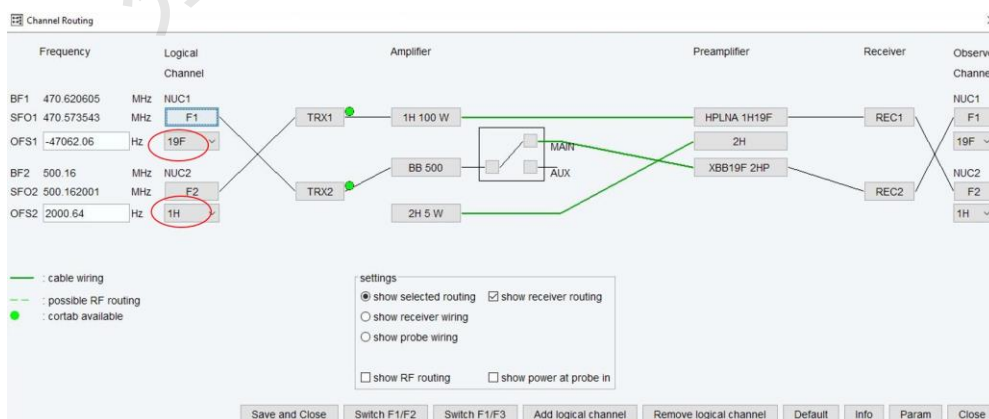 Channel Routing
Frequency Logical Channel Amplifier Preamplifier Receiver
BF1 470.620605 MHz NUC1 NUC1
SFO1 470.573543 MHz F1 TRX1 1H 100 W HPLNA 1H19F REC1 F1
OFS1 -47062.06 Hz 19F MAIN 2H 19F
BF2 500.16 MHz NUC2 BB 500 AUX XBB19F 2HP NUC2
SFO2 500.162001 MHz F2 TRX2 REC2 F2
OFS2 2000.64 Hz 1H 2H 5 W 1H
: cable wiring
: possible RF routing
: cortab available
settings
show selected routing show receiver routing
show receiver wiring
show probe wiring
show RF routing show power at probe in
Save and Close Switch F1/F2 Switch F1/F3 Add logical channel Remove logical channel Default Info Param Close